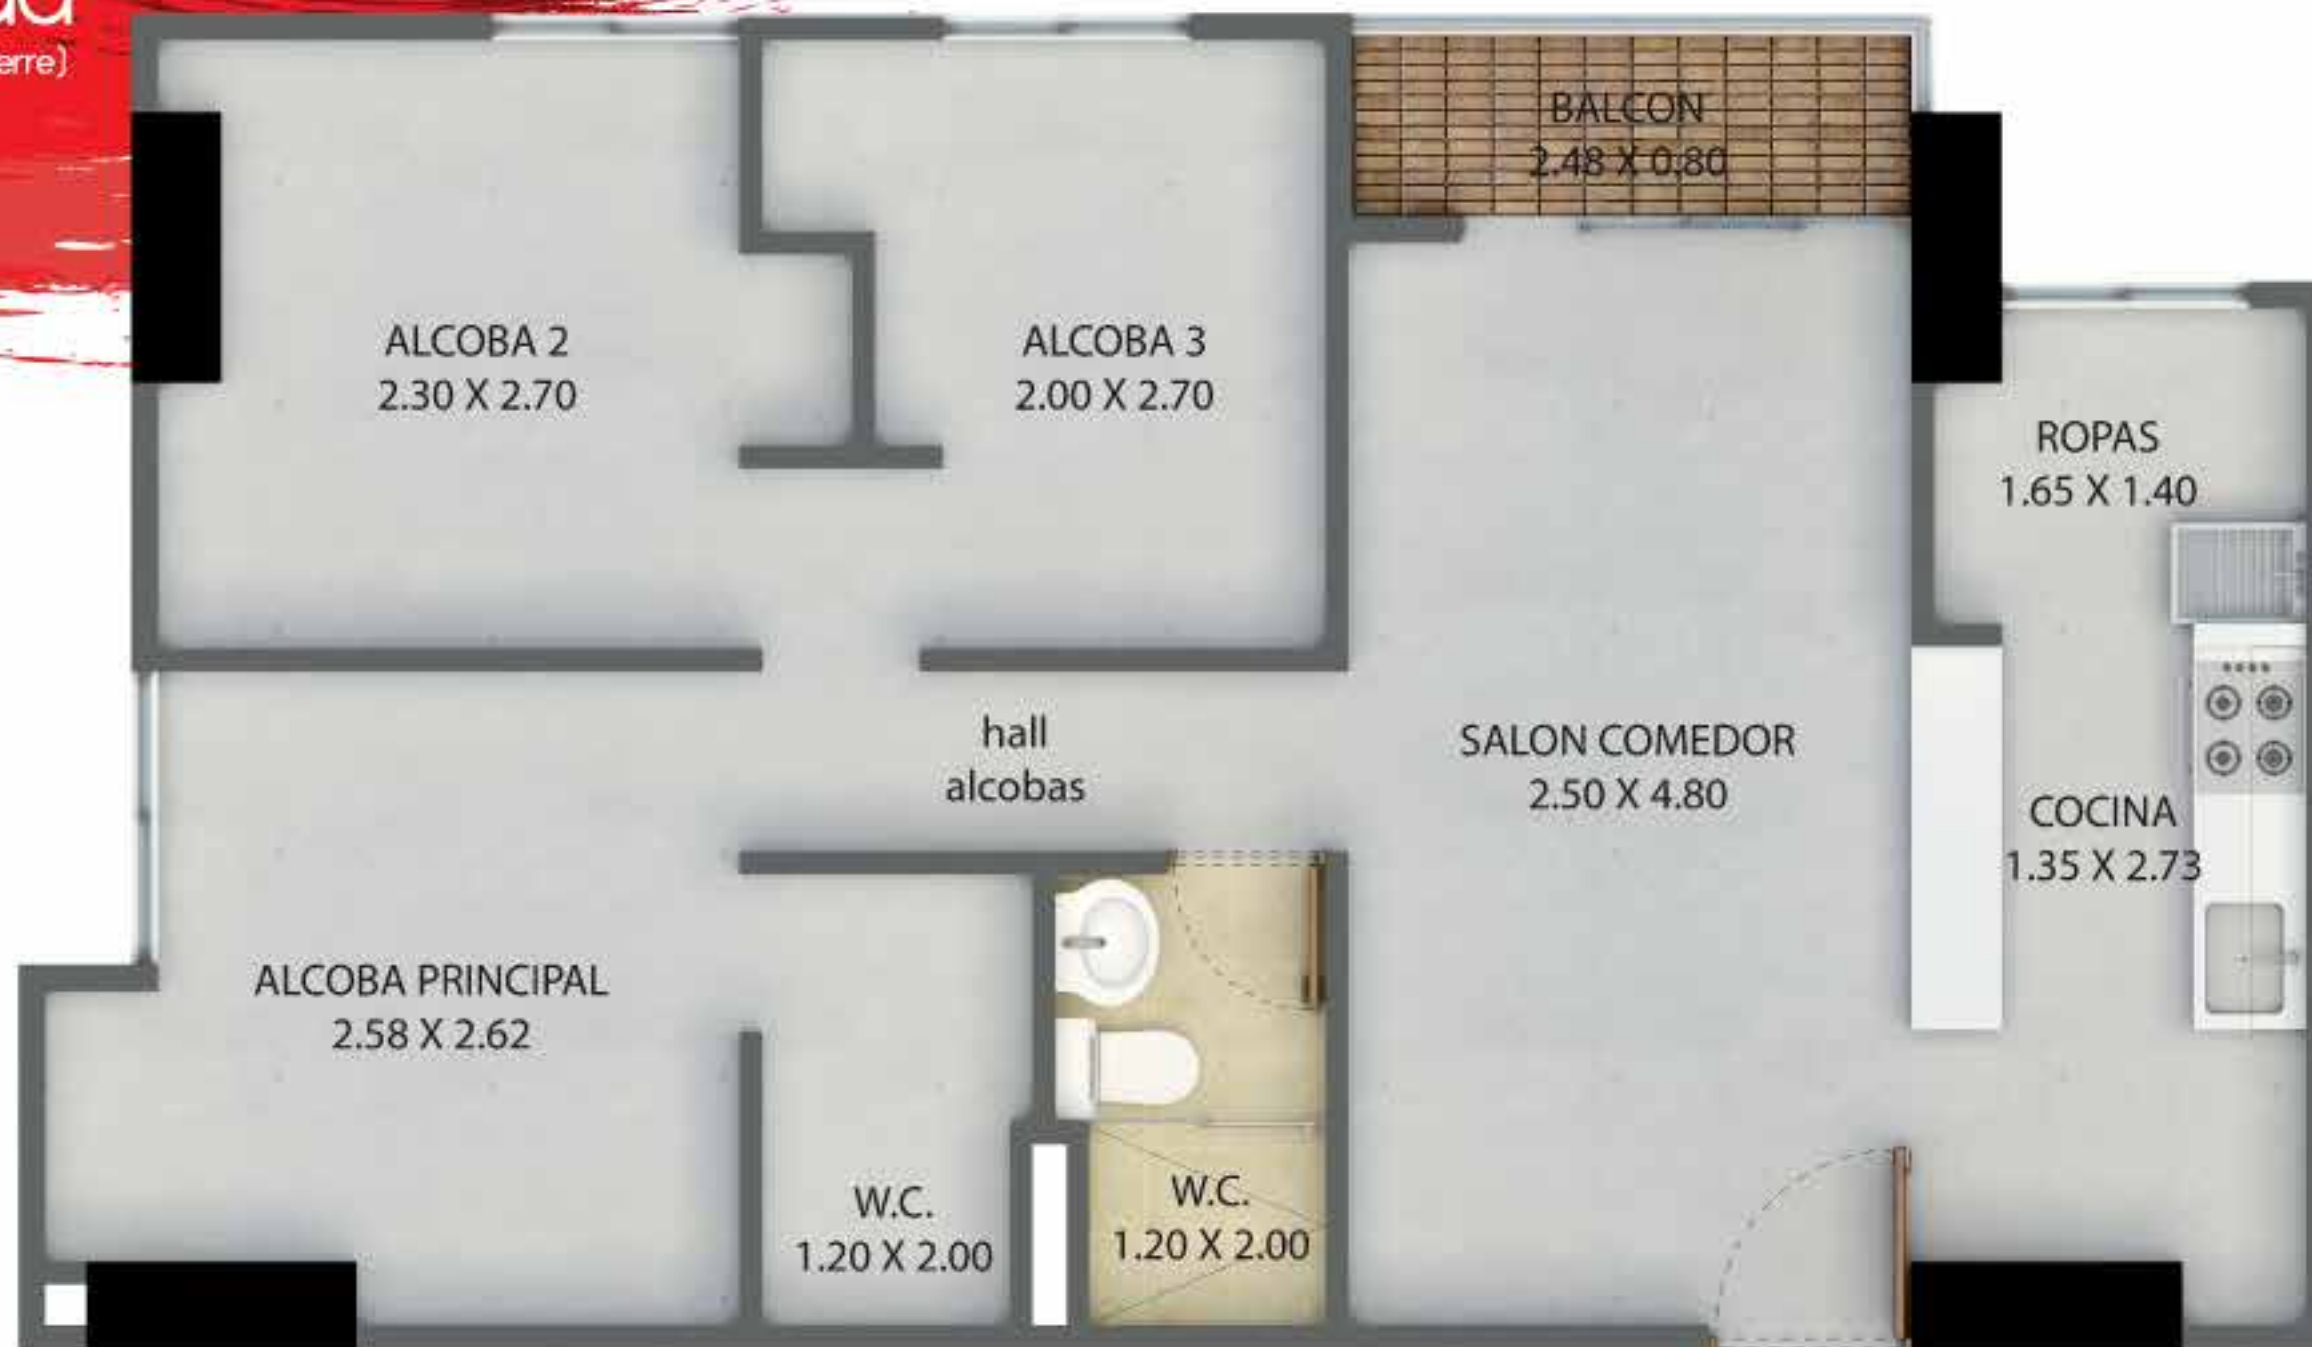 BALCON
2.48 X 0.80
ALCOBA 2
2.30 X 2.70
ALCOBA 3
2.00 X 2.70
ROPAS
1.65 X 1.40
hall
alcobas
SALON COMEDOR
2.50 X 4.80
COCINA
1.35 X 2.73
ALCOBA PRINCIPAL
2.58 X 2.62
W.C.
1.20 X 2.00
W.C.
1.20 X 2.00